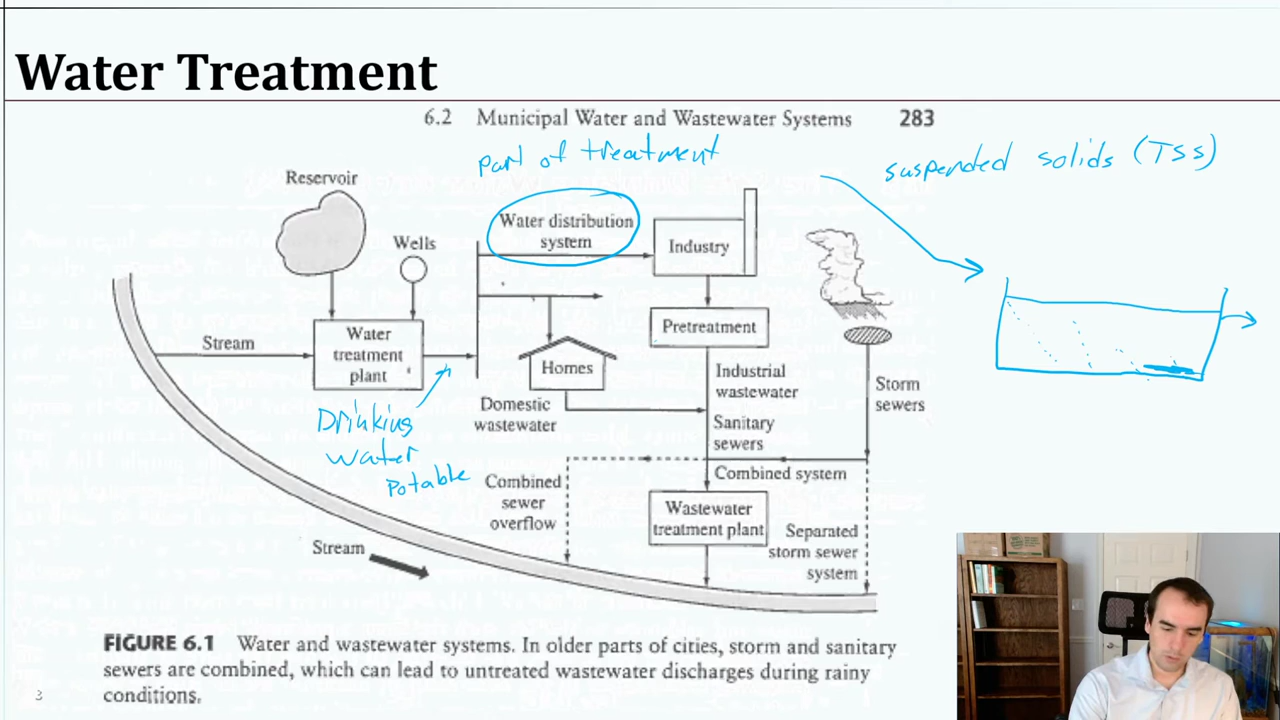 Water Treatment
6.2 Municipal Water and Wastewater Systems 283
part of treatment
suspended solids (TSS)
Reservoir
Wells
Water distribution
system
Industry
Stream
Water
treatment
plant
Pretreatment
Homes
Domestic
wastewater
Industrial
wastewater
Storm
sewers
Sanitary
sewers
Drinking
water
Potable
Combined system
Combined
sewer
overflow
Wastewater
treatment plant
Separated
storm sewer
system
Stream
FIGURE 6.1 Water and wastewater systems. In older parts of cities, storm and sanitary
sewers are combined, which can lead to untreated wastewater discharges during rainy
conditions.
3